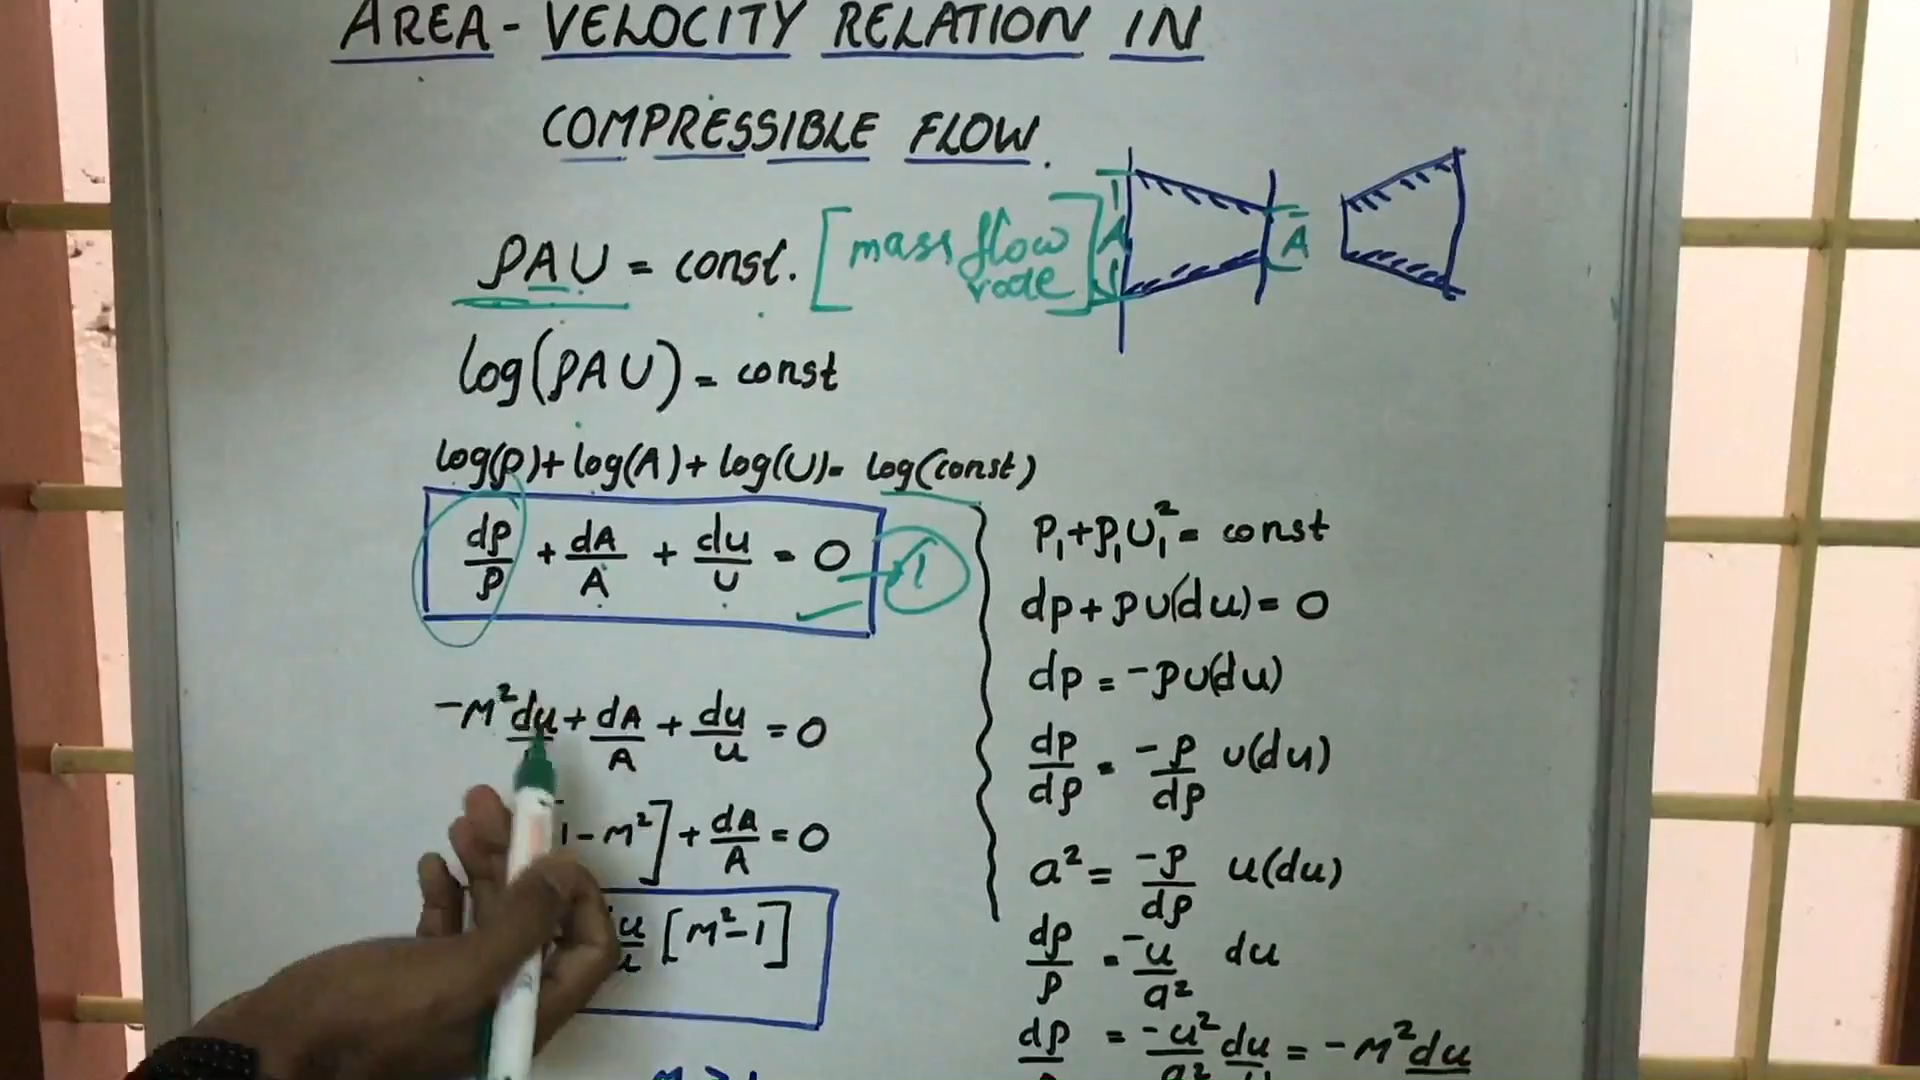 AREA - VELOCITY RELATION IN
COMPRESSIBLE FLOW.
ρAU = const. [mass flow rate]
A A
log(ρAU) = const
log(ρ)+ log(A)+ log(U)= log(const)
dρ/ρ + dA/A + du/U = 0 → 1
-M² du + dA/A + du/u = 0
1-M²] + dA/A = 0
u/u [M²-1]
P₁+ρ₁U₁² = const
dp + ρU(du) = 0
dp = -ρU(du)
dp/dρ = -ρ/dρ U(du)
a² = -ρ/dρ u(du)
dρ/ρ = -u/a² du
dρ/ρ = -u²/a² du/u = -M² du